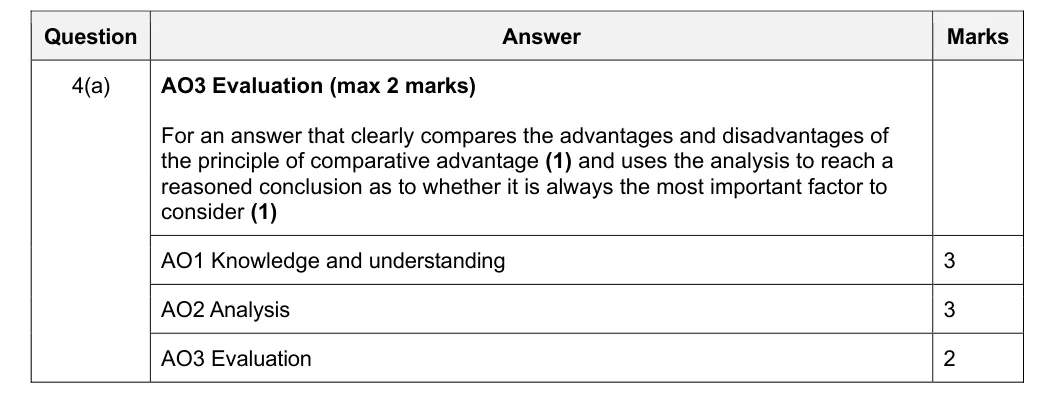 Question Answer Marks
4(a) AO3 Evaluation (max 2 marks)
For an answer that clearly compares the advantages and disadvantages of
the principle of comparative advantage (1) and uses the analysis to reach a
reasoned conclusion as to whether it is always the most important factor to
consider (1)
AO1 Knowledge and understanding 3
AO2 Analysis 3
AO3 Evaluation 2